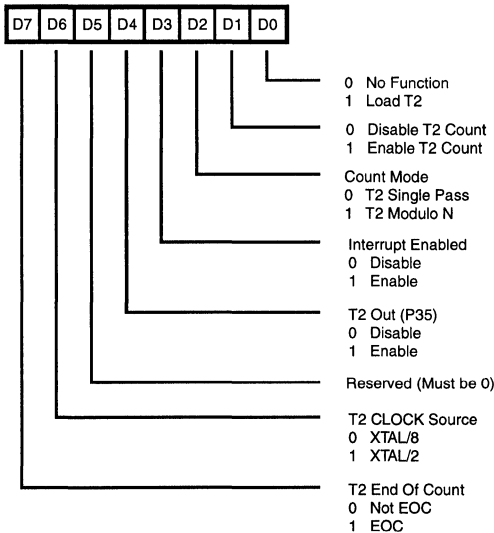 D7 D6 D5 D4 D3 D2 D1 D0
0 No Function
1 Load T2
0 Disable T2 Count
1 Enable T2 Count
Count Mode
0 T2 Single Pass
1 T2 Modulo N
Interrupt Enabled
0 Disable
1 Enable
T2 Out (P35)
0 Disable
1 Enable
Reserved (Must be 0)
T2 CLOCK Source
0 XTAL/8
1 XTAL/2
T2 End Of Count
0 Not EOC
1 EOC